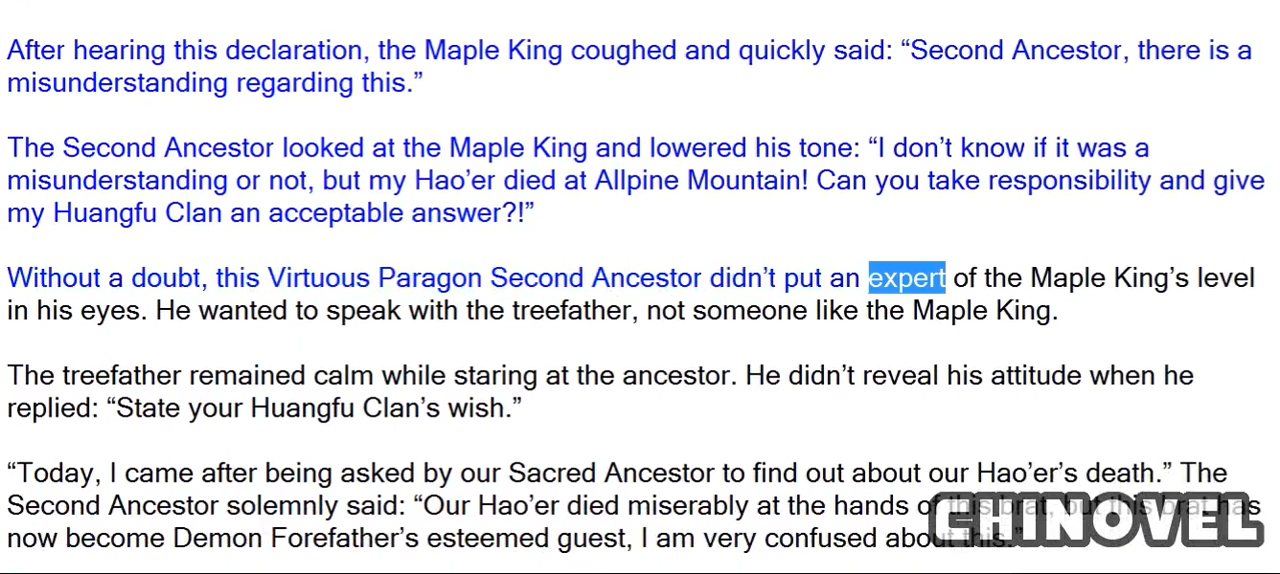 After hearing this declaration, the Maple King coughed and quickly said: “Second Ancestor, there is a
misunderstanding regarding this.”
The Second Ancestor looked at the Maple King and lowered his tone: “I don’t know if it was a
misunderstanding or not, but my Hao’er died at Allpine Mountain! Can you take responsibility and give
my Huangfu Clan an acceptable answer?!”
Without a doubt, this Virtuous Paragon Second Ancestor didn’t put an expert of the Maple King’s level
in his eyes. He wanted to speak with the treefather, not someone like the Maple King.
The treefather remained calm while staring at the ancestor. He didn’t reveal his attitude when he
replied: “State your Huangfu Clan’s wish.”
“Today, I came after being asked by our Sacred Ancestor to find out about our Hao’er’s death.” The
Second Ancestor solemnly said: “Our Hao’er died miserably at the hands of this brat, but this brat has
now become Demon Forefather’s esteemed guest, I am very confused about this.”
CHINOVEL